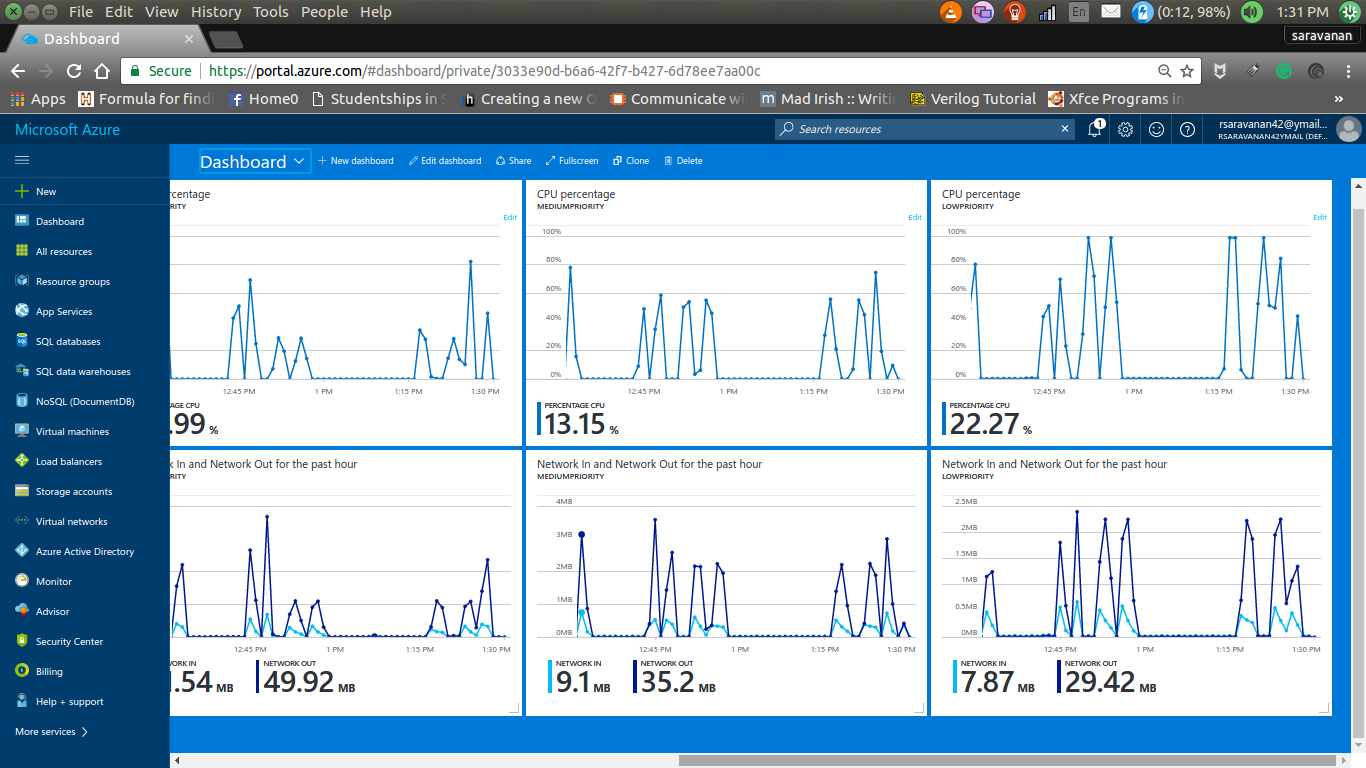 File Edit View History Tools People Help
En (0:12, 98%) 1:31 PM
Dashboard
saravanan
Secure https://portal.azure.com/#dashboard/private/3033e90d-b6a6-42f7-b427-6d78ee7aa00c
Apps Formula for findi Home0 Studentships in S Creating a new O Communicate wi Mad Irish :: Writi Verilog Tutorial Xfce Programs in »
Microsoft Azure
Search resources
1
rsaravanan42@ymail...
RSARAVANAN42YMAIL (DEF...
Dashboard
+ New dashboard Edit dashboard Share Fullscreen Clone Delete
New
Dashboard
All resources
Resource groups
App Services
SQL databases
SQL data warehouses
NoSQL (DocumentDB)
Virtual machines
Load balancers
Storage accounts
Virtual networks
Azure Active Directory
Monitor
Advisor
Security Center
Billing
Help + support
More services
rcentage
RITY
Edit
12:45 PM 1 PM 1:15 PM 1:30 PM
AGE CPU
.99 %
CPU percentage
MEDIUMPRIORITY
Edit
100%
80%
60%
40%
20%
0%
12:45 PM 1 PM 1:15 PM 1:30 PM
PERCENTAGE CPU
13.15 %
CPU percentage
LOWPRIORITY
Edit
100%
80%
60%
40%
20%
0%
12:45 PM 1 PM 1:15 PM 1:30 PM
PERCENTAGE CPU
22.27 %
k In and Network Out for the past hour
RITY
12:45 PM 1 PM 1:15 PM 1:30 PM
ORK IN NETWORK OUT
.54 MB 49.92 MB
Network In and Network Out for the past hour
MEDIUMPRIORITY
4MB
3MB
2MB
1MB
0MB
12:45 PM 1 PM 1:15 PM 1:30 PM
NETWORK IN NETWORK OUT
9.1 MB 35.2 MB
Network In and Network Out for the past hour
LOWPRIORITY
2.5MB
2MB
1.5MB
1MB
0.5MB
0MB
12:45 PM 1 PM 1:15 PM 1:30 PM
NETWORK IN NETWORK OUT
7.87 MB 29.42 MB